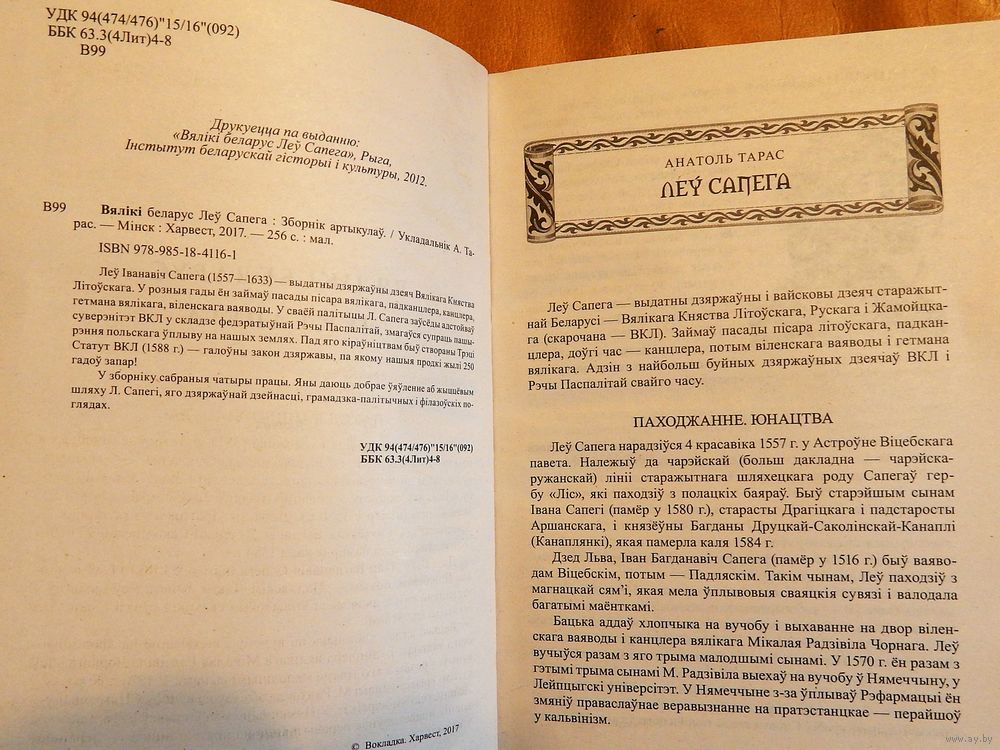 УДК 94(474/476)"15/16"(092)
ББК 63.3(4Лит)4-8
В99
Друкуецца па выданню:
«Вялікі беларус Леў Сапега», Рыга,
Інстытут беларускай гісторыі і культуры, 2012.
В99 Вялікі беларус Леў Сапега : Зборнік артыкулаў. / Укладальнік А. Та-
рас. — Мінск : Харвест, 2017. — 256 с. : мал.
ISBN 978-985-18-4116-1
Леў Іванавіч Сапега (1557—1633) — выдатны дзяржаўны дзеяч Вялікага Княства
Літоўскага. У розныя гады ён займаў пасады пісара вялікага, падканцлера, канцлера,
гетмана вялікага, віленскага ваяводы. У сваёй палітыцы Л. Сапега заўсёды адстойваў
суверэнітэт ВКЛ у складзе федэратыўнай Рэчы Паспалітай, змагаўся супраць пашы-
рэння польскага ўплыву на нашых землях. Пад яго кіраўніцтвам быў створаны Трэці
Статут ВКЛ (1588 г.) — галоўны закон дзяржавы, па якому нашыя продкі жылі 250
гадоў запар!
У зборніку сабраныя чатыры працы. Яны даюць добрае ўяўленне аб жыццёвым
шляху Л. Сапегі, яго дзяржаўнай дзейнасці, грамадзка-палітычных і філазоўскіх по-
глядах.
УДК 94(474/476)"15/16"(092)
ББК 63.3(4Лит)4-8
© Вокладка. Харвест, 2017
АНАТОЛЬ ТАРАС
ЛЕЎ САПЕГА
Леў Сапега — выдатны дзяржаўны і вайсковы дзеяч старажыт-
най Беларусі — Вялікага Княства Літоўскага, Рускага і Жамойцка-
га (скарочана — ВКЛ). Займаў пасады пісара літоўскага, падкан-
цлера, доўгі час — канцлера, потым віленскага ваяводы і гетмана
вялікага. Адзін з найбольш буйных дзяржаўных дзеячаў ВКЛ і
Рэчы Паспалітай свайго часу.
ПАХОДЖАННЕ. ЮНАЦТВА
Леў Сапега нарадзіўся 4 красавіка 1557 г. у Астроўне Віцебскага
павета. Належыў да чарэйскай (больш дакладна — чарэйска-
ружанскай) лініі старажытнага шляхецкага роду Сапегаў гер-
бу «Ліс», які паходзіў з полацкіх баяраў. Быў старэйшым сынам
Івана Сапегі (памёр у 1580 г.), старасты Драгіцкага і падстаросты
Аршанскага, і князёўны Багданы Друцкай-Саколінскай-Канаплі
(Канаплянкі), якая памерла каля 1584 г.
Дзед Льва, Іван Багданавіч Сапега (памёр у 1516 г.) быў ваяво-
дам Віцебскім, потым — Падляскім. Такім чынам, Леў паходзіў з
магнацкай сям’і, якая мела ўплывовыя сваяцкія сувязі і валодала
багатымі маёнткамі.
Бацька аддаў хлопчыка на вучобу і выхаванне на двор вілен-
скага ваяводы і канцлера вялікага Мікалая Радзівіла Чорнага. Леў
вучыўся разам з яго трыма малодшымі сынамі. У 1570 г. ён разам з
гэтымі трыма сынамі М. Радзівіла выехаў на вучобу ў Нямеччыну, у
Лейпцыгскі універсітэт. У Нямеччыне з-за ўплываў Рэфармацыі ён
змяніў праваслаўнае веравызнанне на пратэстанцкае — перайшоў
у кальвінізм.
www.ay.by